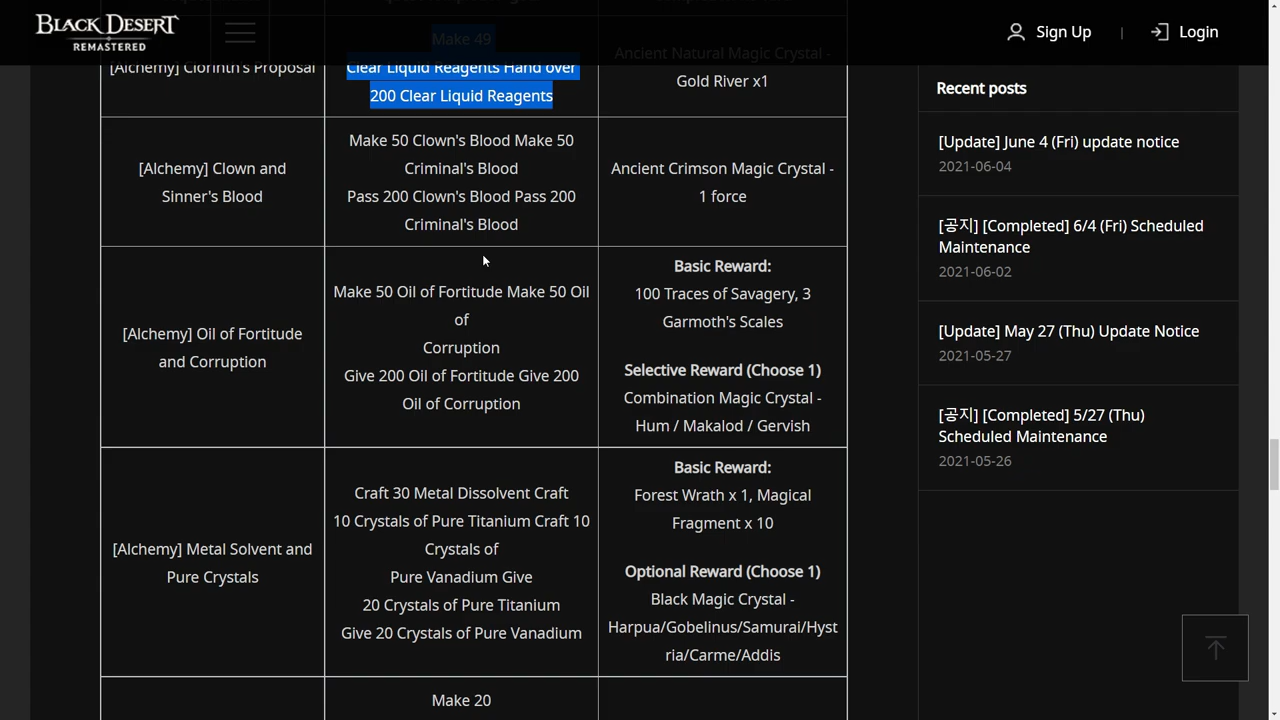 BLACK DESERT
REMASTERED
Sign Up
|
Login
Make 49
[Alchemy] Clorinth's Proposal
Clear Liquid Reagents Hand over
200 Clear Liquid Reagents
Ancient Natural Magic Crystal -
Gold River x1
[Alchemy] Clown and
Sinner's Blood
Make 50 Clown's Blood Make 50
Criminal's Blood
Pass 200 Clown's Blood Pass 200
Criminal's Blood
Ancient Crimson Magic Crystal -
1 force
[Alchemy] Oil of Fortitude
and Corruption
Make 50 Oil of Fortitude Make 50 Oil
of
Corruption
Give 200 Oil of Fortitude Give 200
Oil of Corruption
Basic Reward:
100 Traces of Savagery, 3
Garmoth's Scales
Selective Reward (Choose 1)
Combination Magic Crystal -
Hum / Makalod / Gervish
[Alchemy] Metal Solvent and
Pure Crystals
Craft 30 Metal Dissolvent Craft
10 Crystals of Pure Titanium Craft 10
Crystals of
Pure Vanadium Give
20 Crystals of Pure Titanium
Give 20 Crystals of Pure Vanadium
Basic Reward:
Forest Wrath x 1, Magical
Fragment x 10
Optional Reward (Choose 1)
Black Magic Crystal -
Harpua/Gobelinus/Samurai/Hyst
ria/Carme/Addis
Make 20
Recent posts
[Update] June 4 (Fri) update notice
2021-06-04
[공지] [Completed] 6/4 (Fri) Scheduled
Maintenance
2021-06-02
[Update] May 27 (Thu) Update Notice
2021-05-27
[공지] [Completed] 5/27 (Thu)
Scheduled Maintenance
2021-05-26